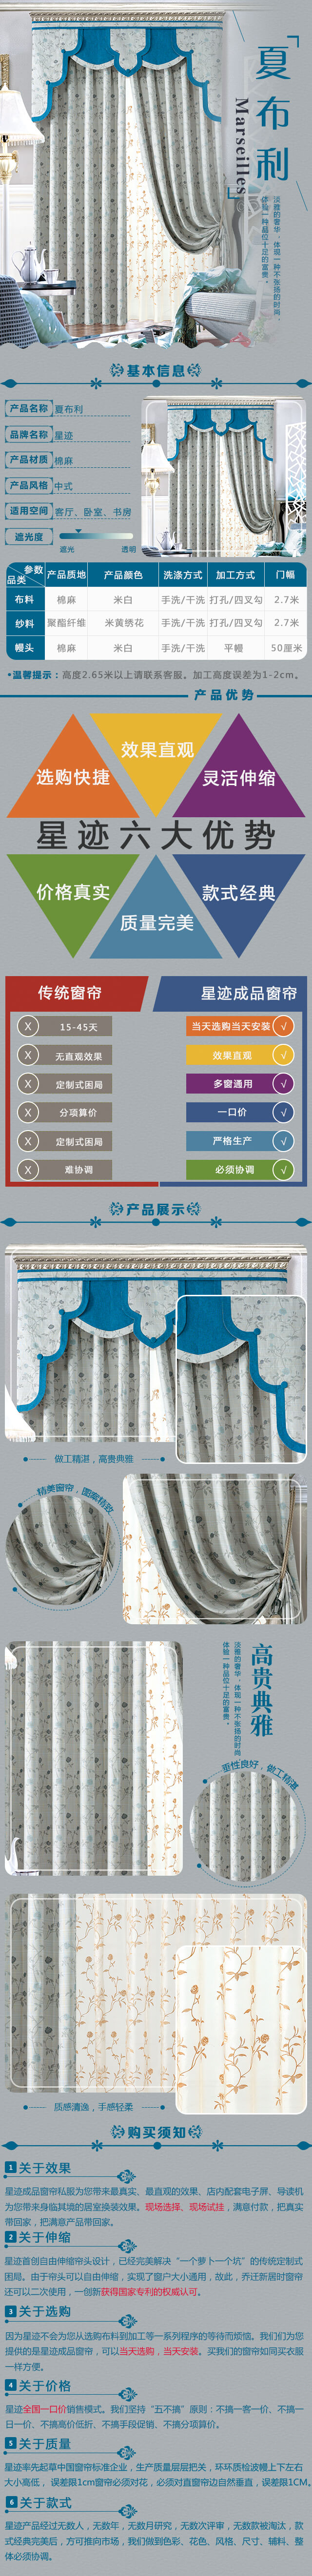 夏布利
Marseilles
淡雅的奢华，体现一种不张扬的时尚，
体验一种品位十足的富贵。
基本信息
产品名称 夏布利
品牌名称 星迹
产品材质 棉麻
产品风格 中式
适用空间 客厅、卧室、书房
遮光度
遮光 透明
参数 品类 产品质地 产品颜色 洗涤方式 加工方式 门幅
布料 棉麻 米白 手洗/干洗 打孔/四叉勾 2.7米
纱料 聚酯纤维 米黄绣花 手洗/干洗 打孔/四叉勾 2.7米
幔头 棉麻 米白 手洗/干洗 平幔 50厘米
•温馨提示：高度2.65米以上请联系客服。加工高度误差为1-2cm。
产品优势
选购快捷 效果直观 灵活伸缩
星迹六大优势
价格真实 质量完美 款式经典
传统窗帘 星迹成品窗帘
X 15-45天 当天选购当天安装 √
X 无直观效果 效果直观 √
X 定制式困局 多窗通用 √
X 分项算价 一口价 √
X 定制式困局 严格生产 √
X 难协调 必须协调 √
产品展示
做工精湛，高贵典雅
精美窗帘，图案精致
高贵典雅
淡雅的奢华，体现一种不张扬的时尚，
体验一种品位十足的富贵。
垂性良好，做工精湛
质感清逸，手感轻柔
购买须知
1 关于效果
星迹成品窗帘私服为您带来最真实、最直观的效果、店内配套电子屏、导读机
为您带来身临其境的居室换装效果。现场选择、现场试挂，满意付款，把真实
带回家，把满意产品带回家。
2 关于伸缩
星迹首创自由伸缩帘头设计，已经完美解决“一个萝卜一个坑”的传统定制式
困局。由于帘头可以自由伸缩，实现了窗户大小通用，故此，乔迁新居时窗帘
还可以二次使用，一创新获得国家专利的权威认可。
3 关于选购
因为星迹不会为您从选购布料到加工等一系列程序的等待而烦恼。我们们为您
提供的是星迹成品窗帘，可以当天选购，当天安装。买我们的窗帘如同买衣服
一样方便。
4 关于价格
星迹全国一口价销售模式。我们坚持“五不搞”原则：不搞一客一价、不搞一
日一价、不搞高价低折、不搞手段促销、不搞分项算价。
5 关于质量
星迹率先起草中国窗帘标准企业，生产质量层层把关，环环质检波幔上下左右
大小高低， 误差限1cm窗帘必须对花，必须对直窗帘边自然垂直，误差限1CM。
6 关于款式
星迹产品经过无数人，无数年，无数月研究，无数次评审，无数款被淘汰，款
式经典完美后，方可推向市场，我们做到色彩、花色、风格、尺寸、辅料、整
体必须协调。